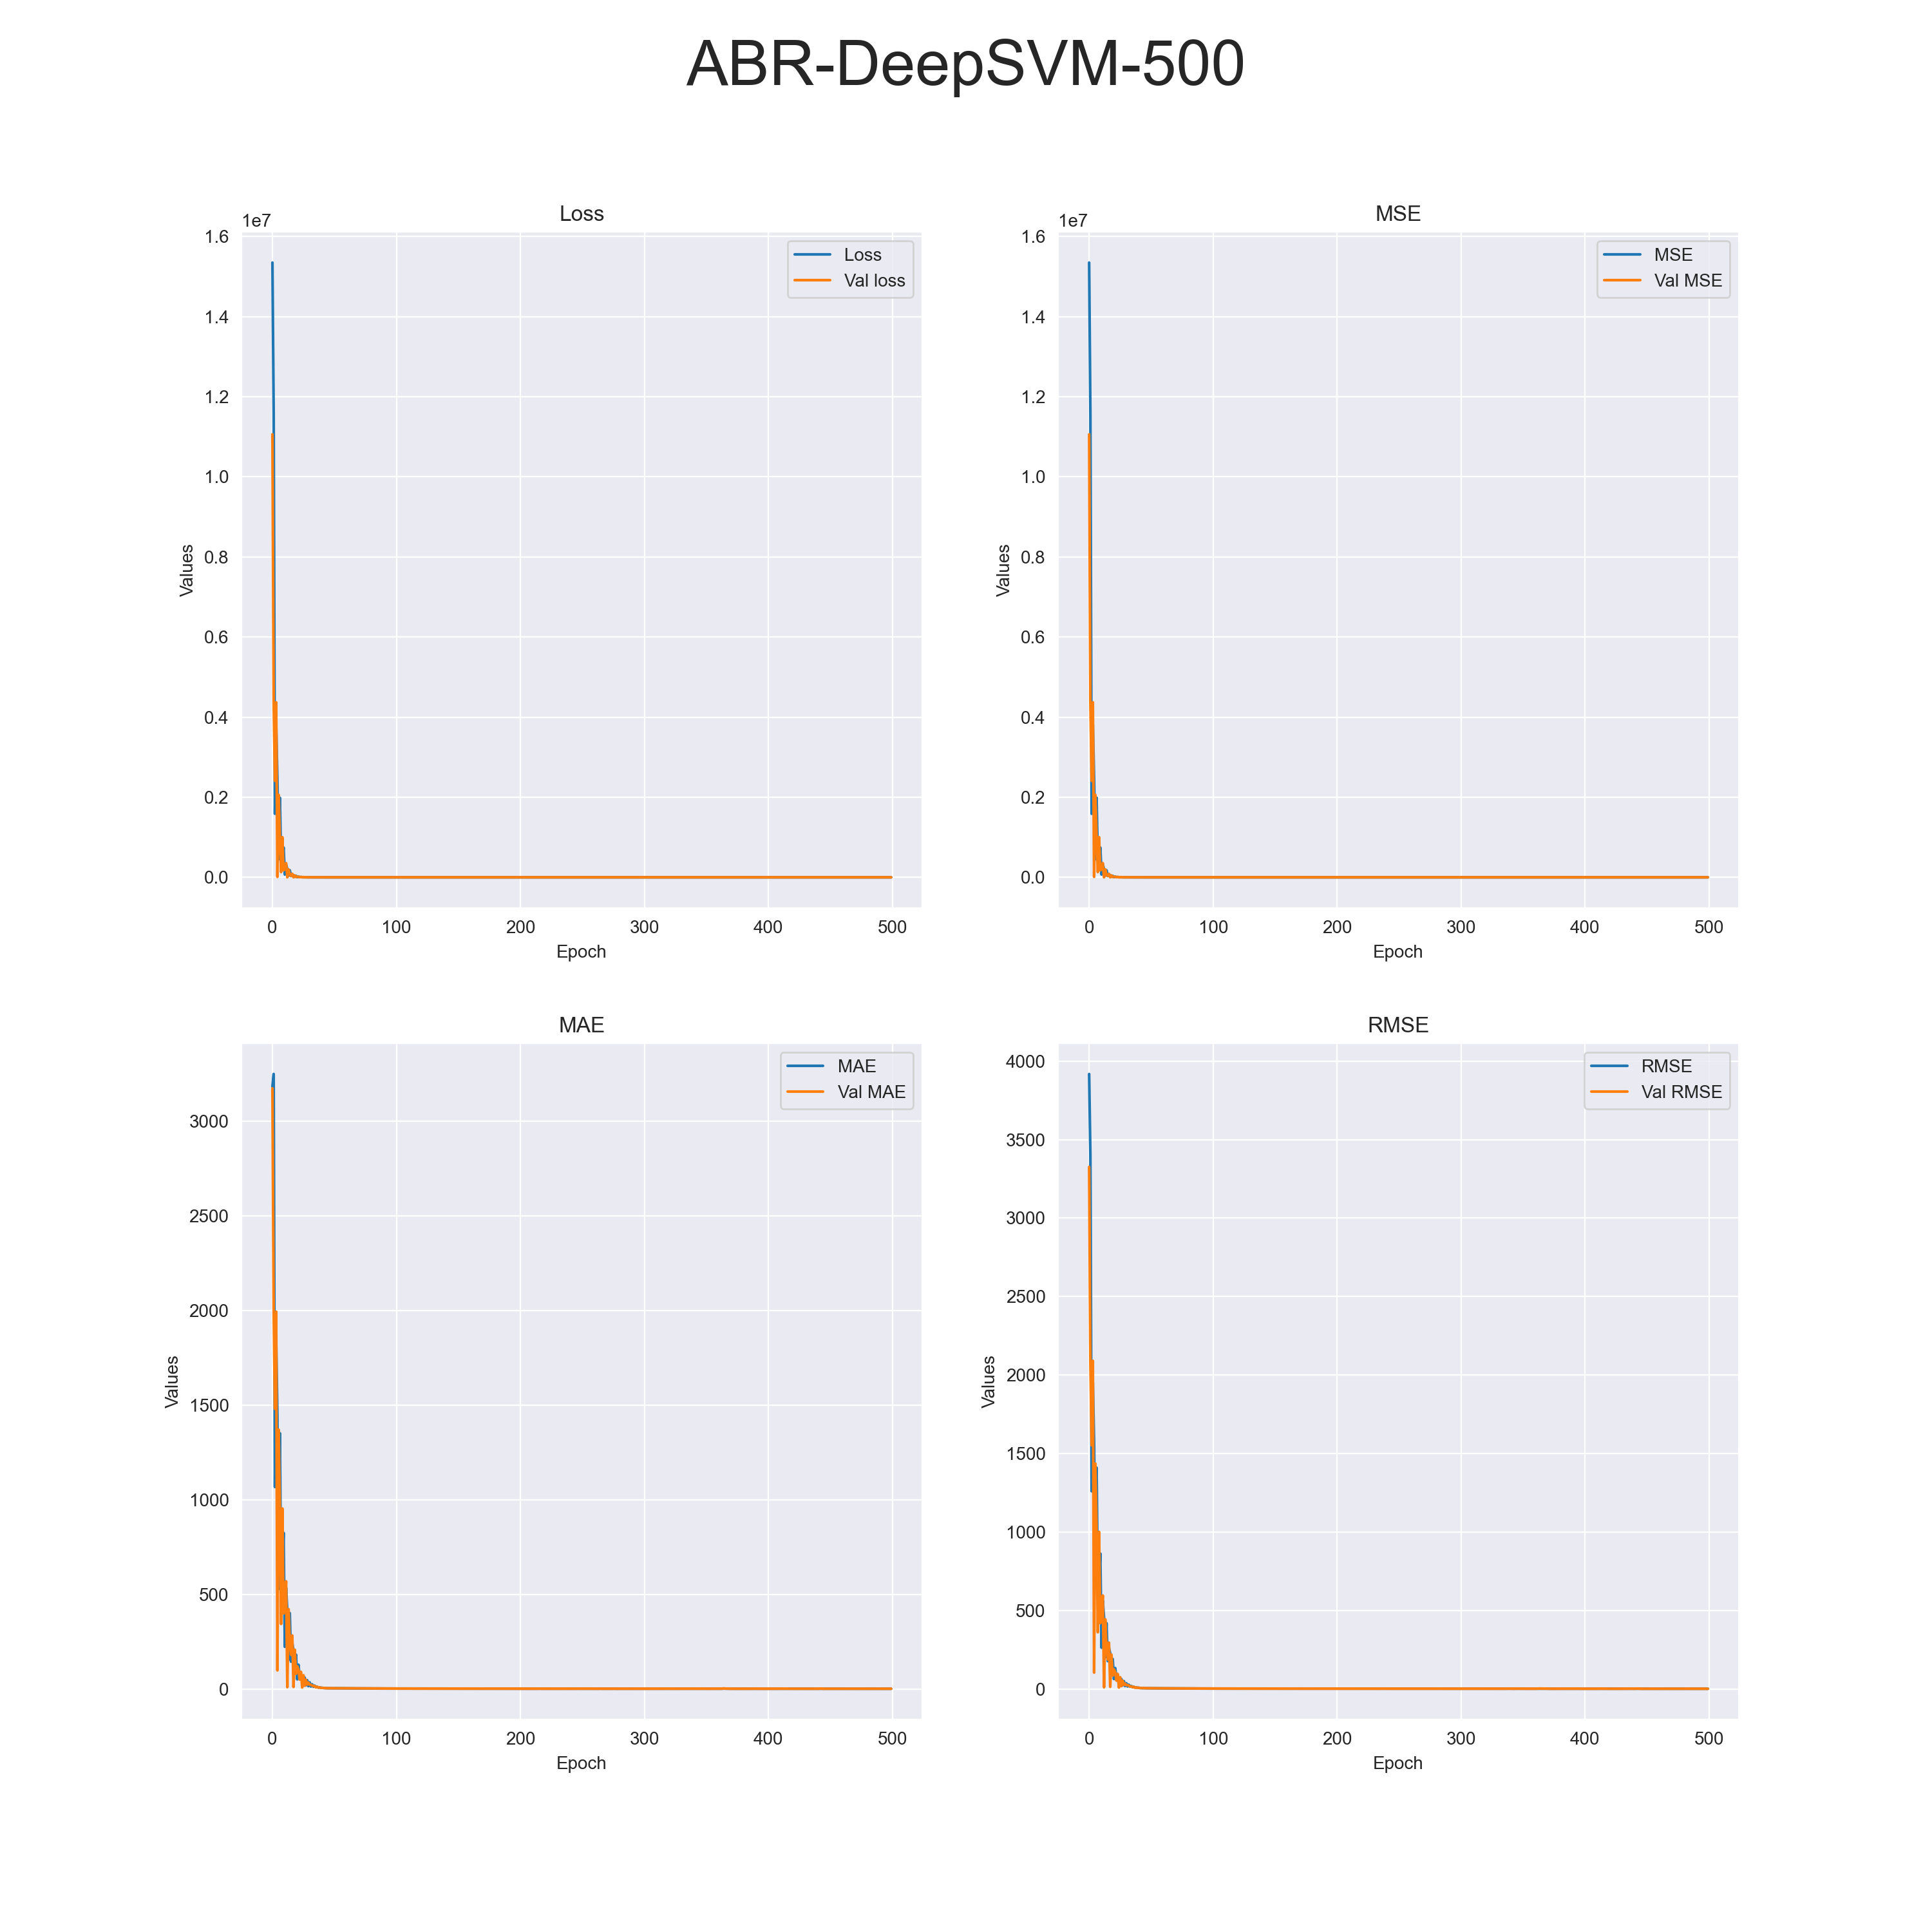 ABR-DeepSVM-500
Loss
1e7
1.6
1.4
1.2
1.0
0.8
0.6
0.4
0.2
0.0
Values
0 100 200 300 400 500
Epoch
Loss
Val loss
MSE
1e7
1.6
1.4
1.2
1.0
0.8
0.6
0.4
0.2
0.0
Values
0 100 200 300 400 500
Epoch
MSE
Val MSE
MAE
3000
2500
2000
1500
1000
500
0
Values
0 100 200 300 400 500
Epoch
MAE
Val MAE
RMSE
4000
3500
3000
2500
2000
1500
1000
500
0
Values
0 100 200 300 400 500
Epoch
RMSE
Val RMSE